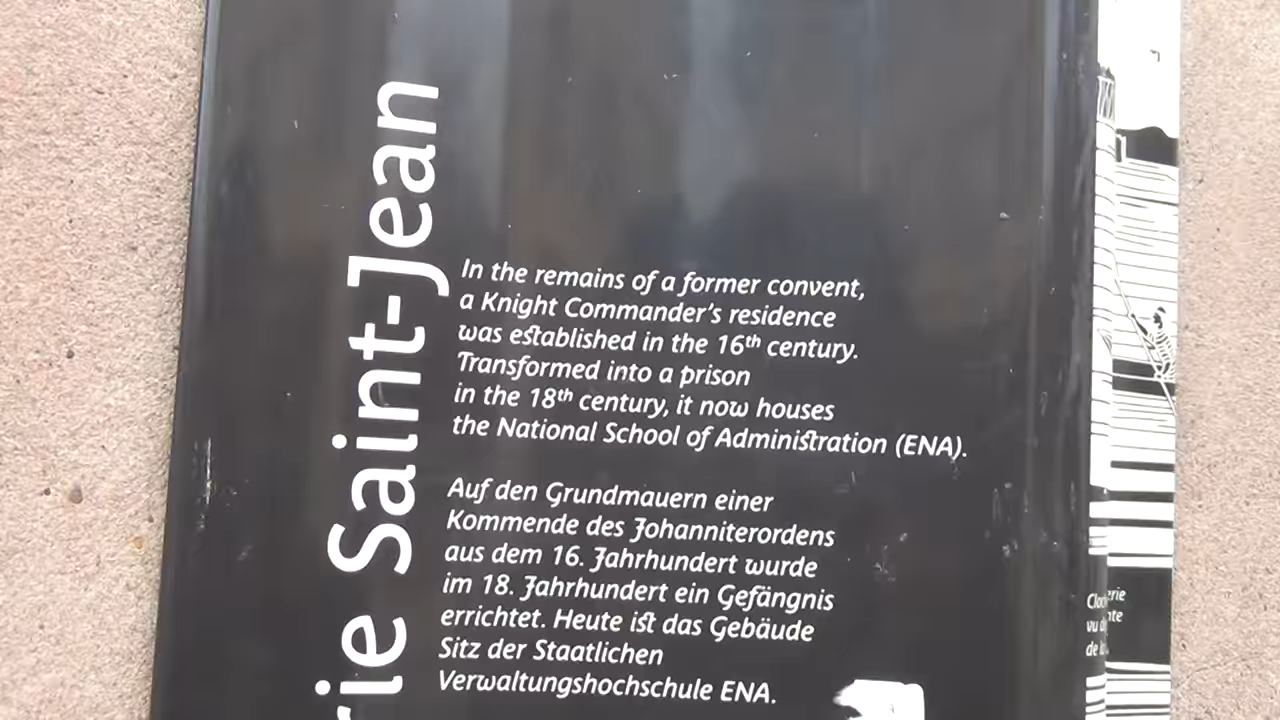 rie Saint-Jean
In the remains of a former convent,
a Knight Commander's residence
was established in the 16th century.
Transformed into a prison
in the 18th century, it now houses
the National School of Administration (ENA).
Auf den Grundmauern einer
Kommende des Johanniterordens
aus dem 16. Jahrhundert wurde
im 18. Jahrhundert ein Gefängnis
errichtet. Heute ist das Gebäude
Sitz der Staatlichen
Verwaltungshochschule ENA.
vu
de